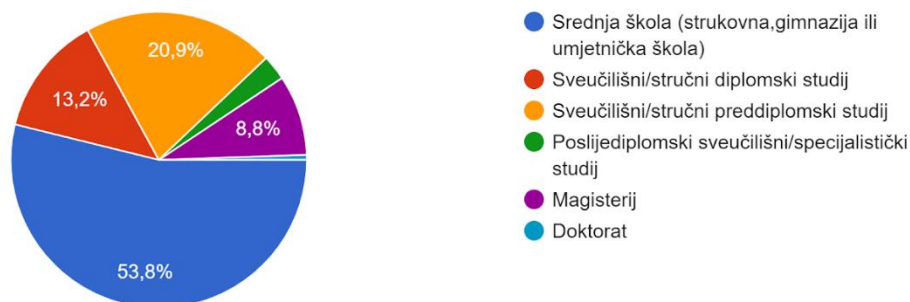 20,9%
13,2%
8,8%
53,8%
Srednja škola (strukovna,gimnazija ili
umjetnička škola)
Sveučilišni/stručni diplomski studij
Sveučilišni/stručni preddiplomski studij
Poslijediplomski sveučilišni/specijalistički
studij
Magisterij
Doktorat